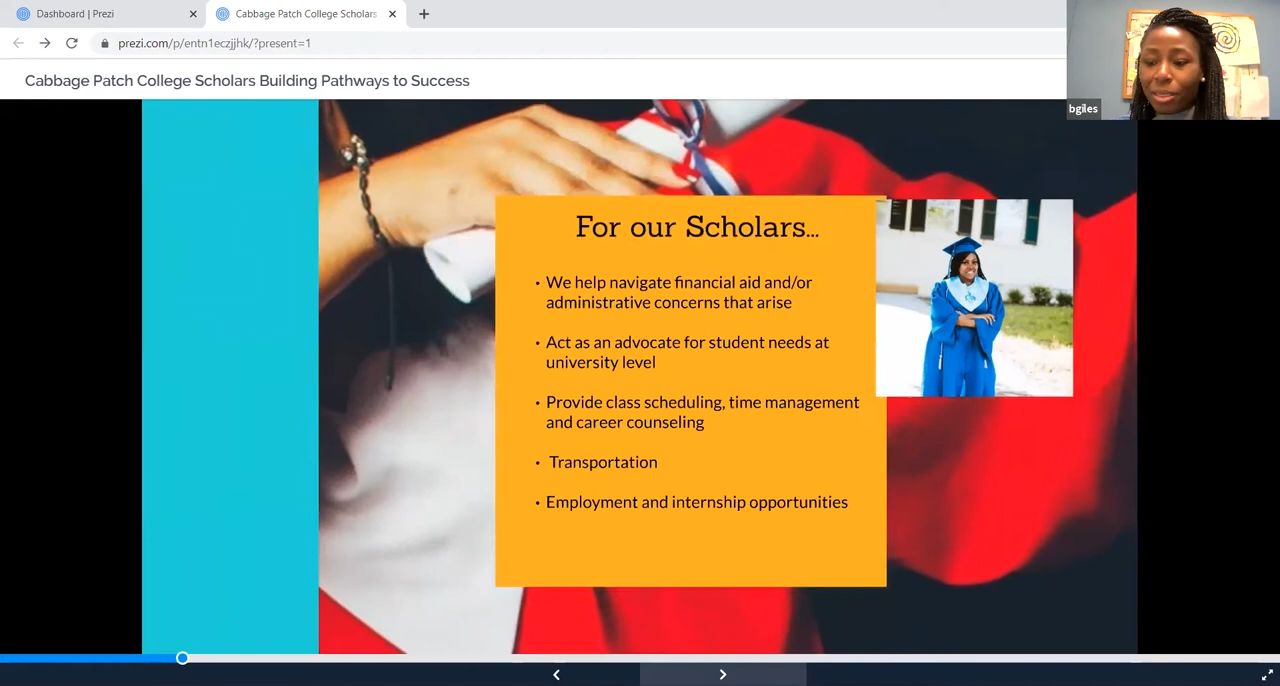 Dashboard | Prezi
Cabbage Patch College Scholars
prezi.com/p/entn1eczjjhk/?present=1
Cabbage Patch College Scholars Building Pathways to Success
bgiles
For our Scholars...
• We help navigate financial aid and/or
administrative concerns that arise
• Act as an advocate for student needs at
university level
• Provide class scheduling, time management
and career counseling
• Transportation
• Employment and internship opportunities